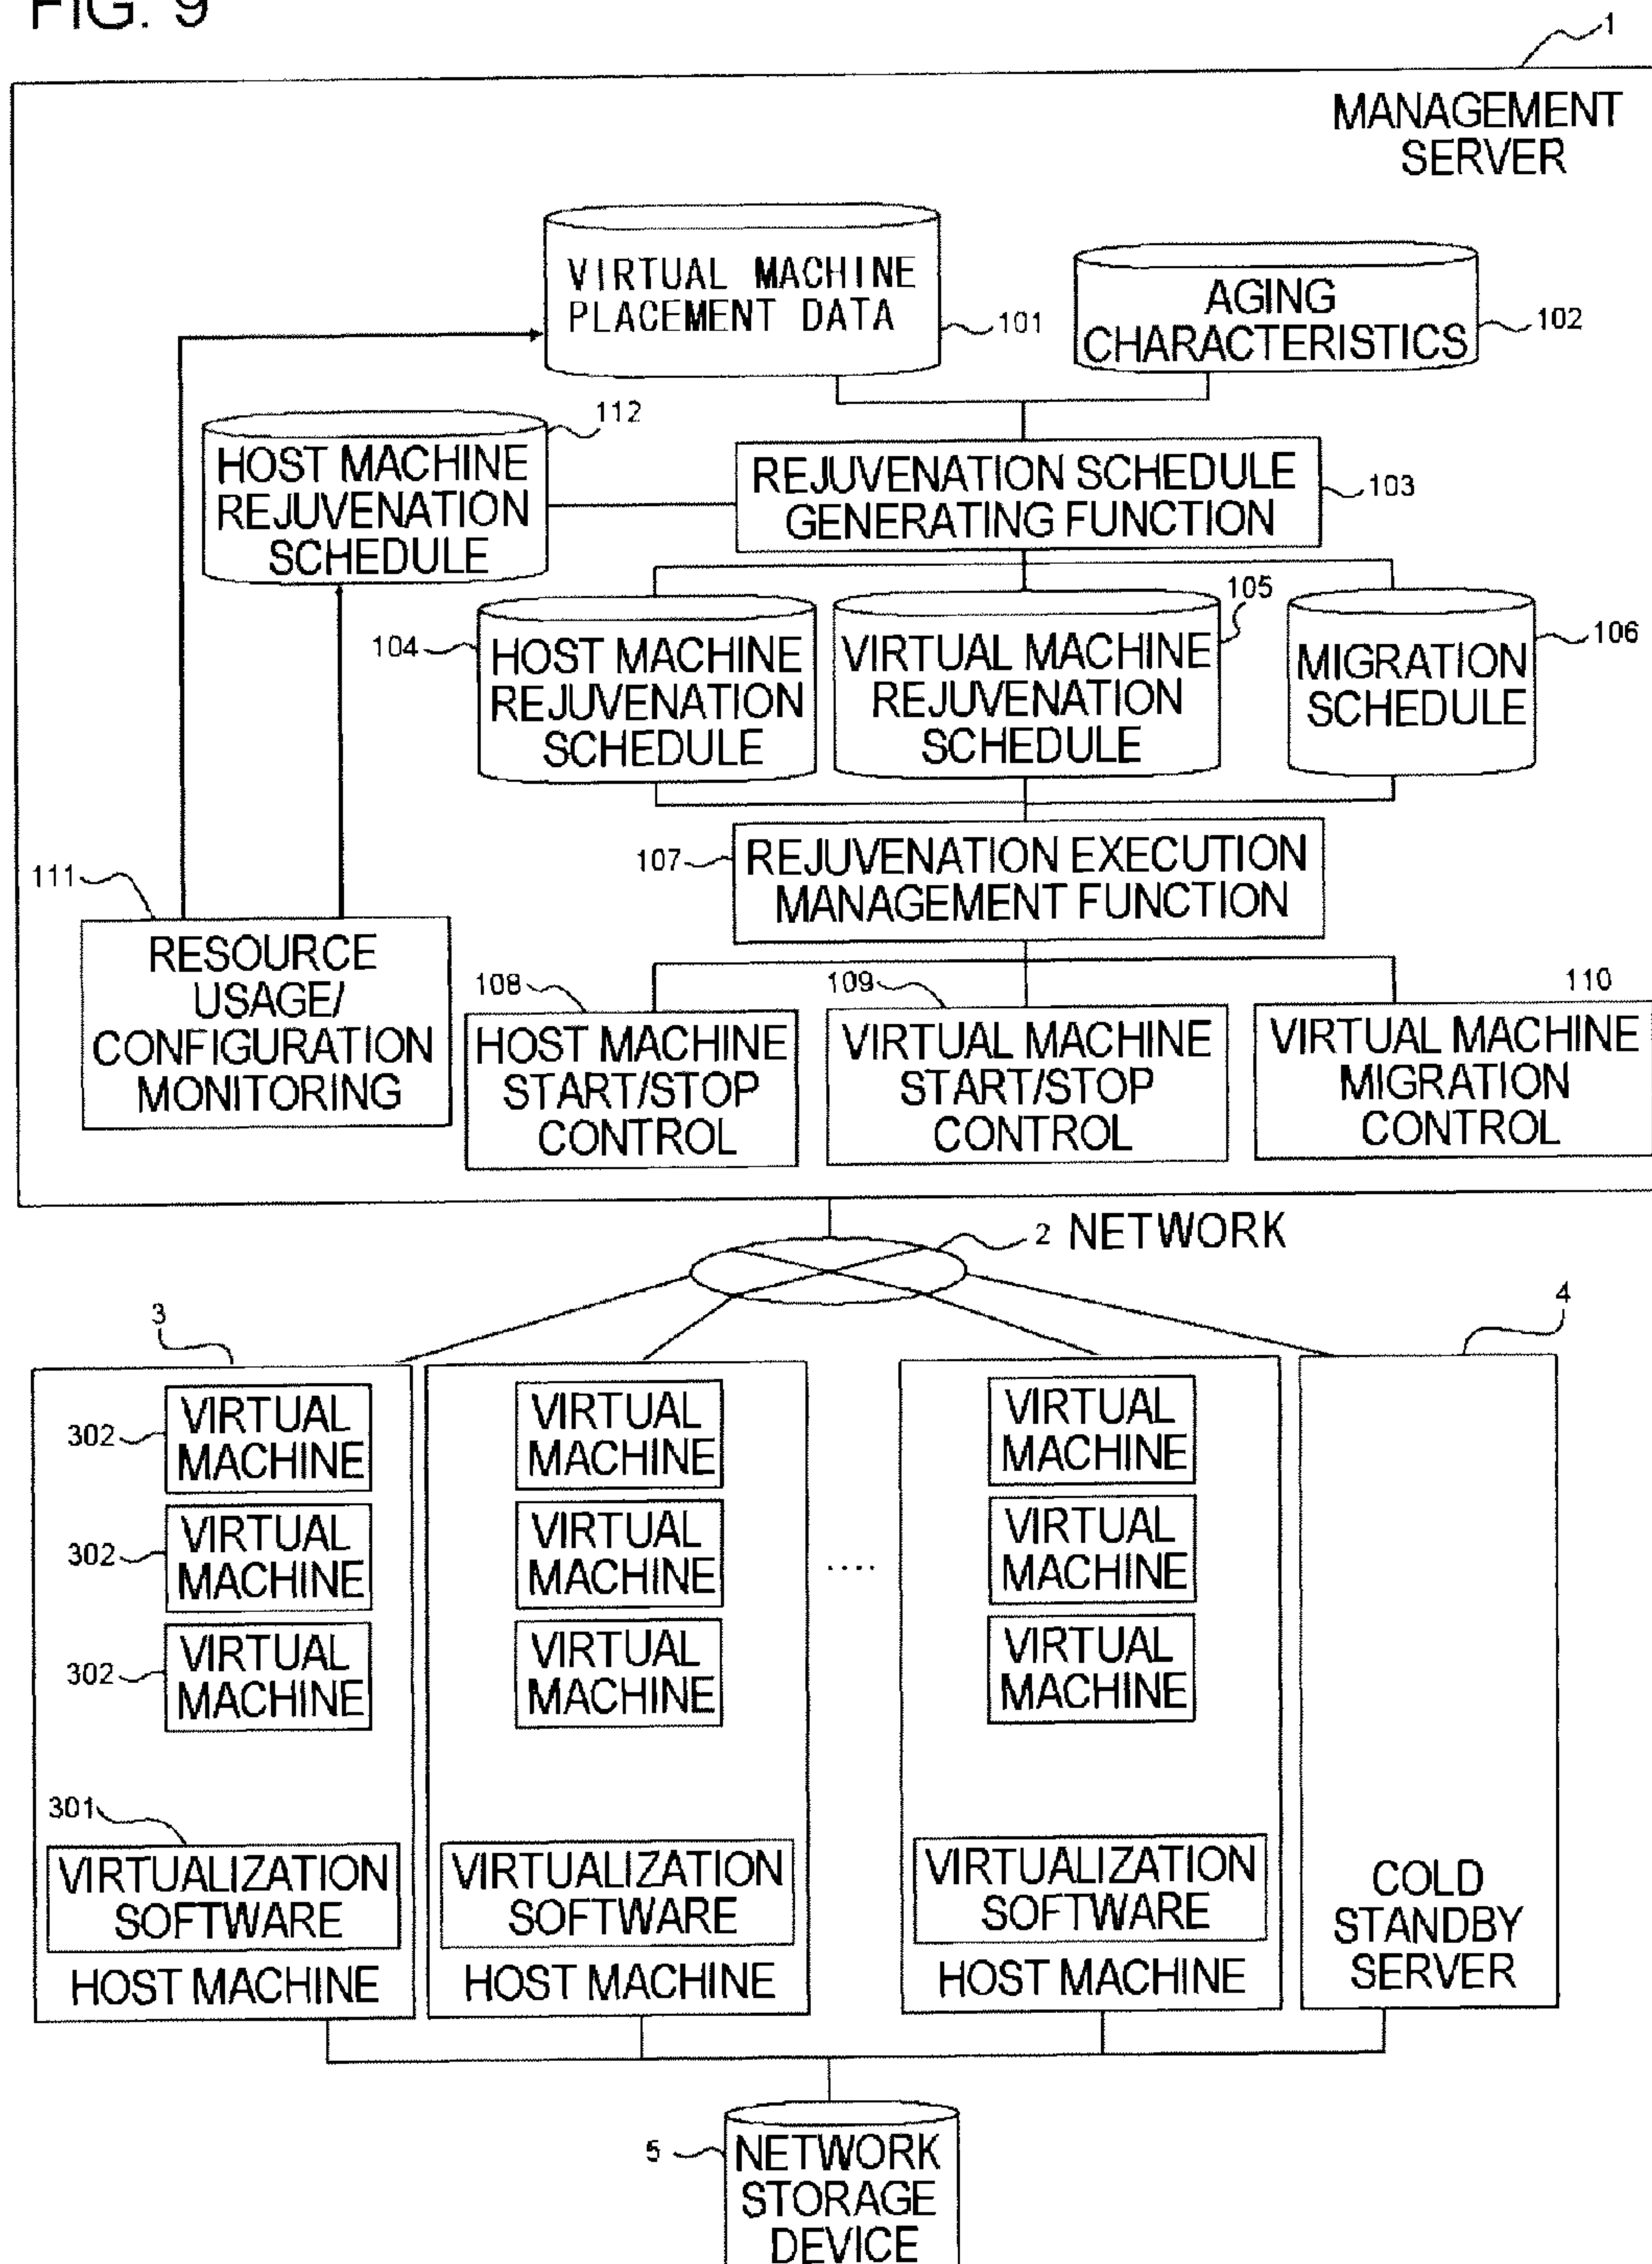 FIG. 9
1
MANAGEMENT
SERVER
VIRTUAL MACHINE
PLACEMENT DATA
101
AGING
CHARACTERISTICS
102
112
HOST MACHINE
REJUVENATION
SCHEDULE
REJUVENATION SCHEDULE
GENERATING FUNCTION
103
104
HOST MACHINE
REJUVENATION
SCHEDULE
105
VIRTUAL MACHINE
REJUVENATION
SCHEDULE
106
MIGRATION
SCHEDULE
107
REJUVENATION EXECUTION
MANAGEMENT FUNCTION
111
RESOURCE
USAGE/
CONFIGURATION
MONITORING
108
HOST MACHINE
START/STOP
CONTROL
109
VIRTUAL MACHINE
START/STOP
CONTROL
110
VIRTUAL MACHINE
MIGRATION
CONTROL
2 NETWORK
3
302
VIRTUAL
MACHINE
302
VIRTUAL
MACHINE
302
VIRTUAL
MACHINE
301
VIRTUALIZATION
SOFTWARE
HOST MACHINE
VIRTUAL
MACHINE
VIRTUAL
MACHINE
VIRTUAL
MACHINE
VIRTUALIZATION
SOFTWARE
HOST MACHINE
....
VIRTUAL
MACHINE
VIRTUAL
MACHINE
VIRTUAL
MACHINE
VIRTUALIZATION
SOFTWARE
HOST MACHINE
4
COLD
STANDBY
SERVER
5
NETWORK
STORAGE
DEVICE